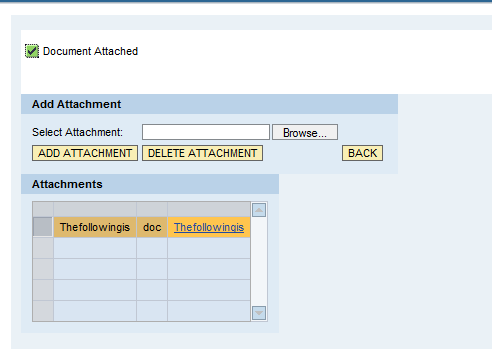 Document Attached
Add Attachment
Select Attachment: Browse...
ADD ATTACHMENT DELETE ATTACHMENT BACK
Attachments
Thefollowingis doc Thefollowingis